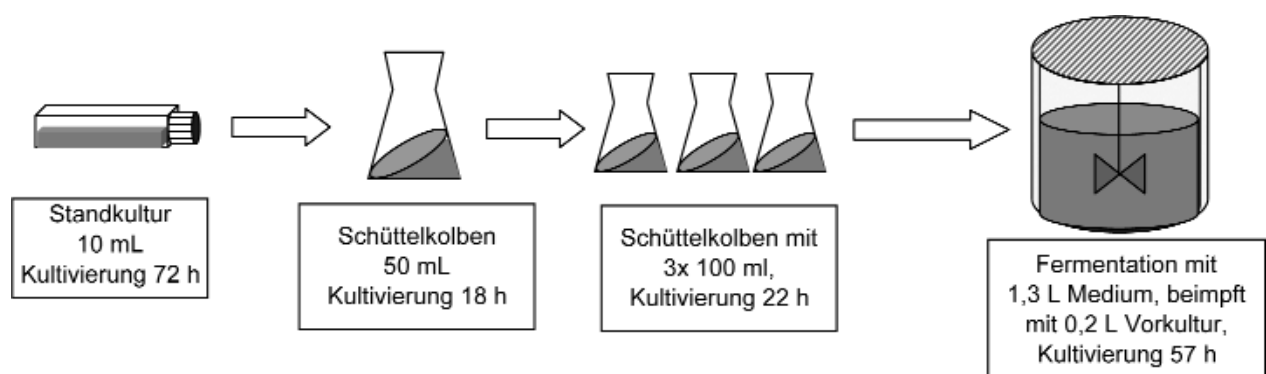 Standkultur
10 mL
Kultivierung 72 h
Schüttelkolben
50 mL
Kultivierung 18 h
Schüttelkolben mit
3x 100 ml,
Kultivierung 22 h
Fermentation mit
1,3 L Medium, beimpft
mit 0,2 L Vorkultur,
Kultivierung 57 h